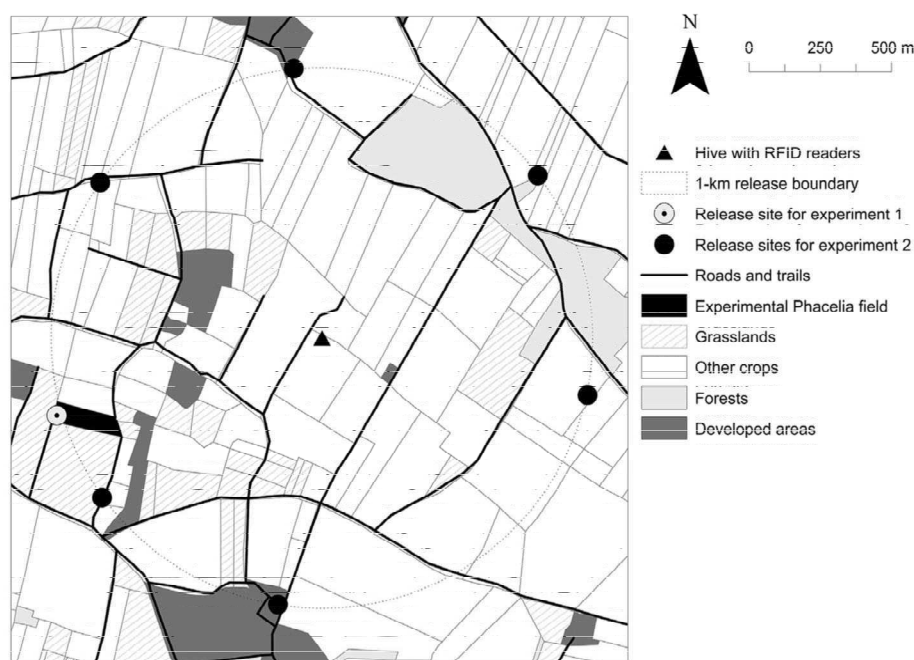 N
0 250 500 m
Hive with RFID readers
1-km release boundary
Release site for experiment 1
Release sites for experiment 2
Roads and trails
Experimental Phacelia field
Grasslands
Other crops
Forests
Developed areas